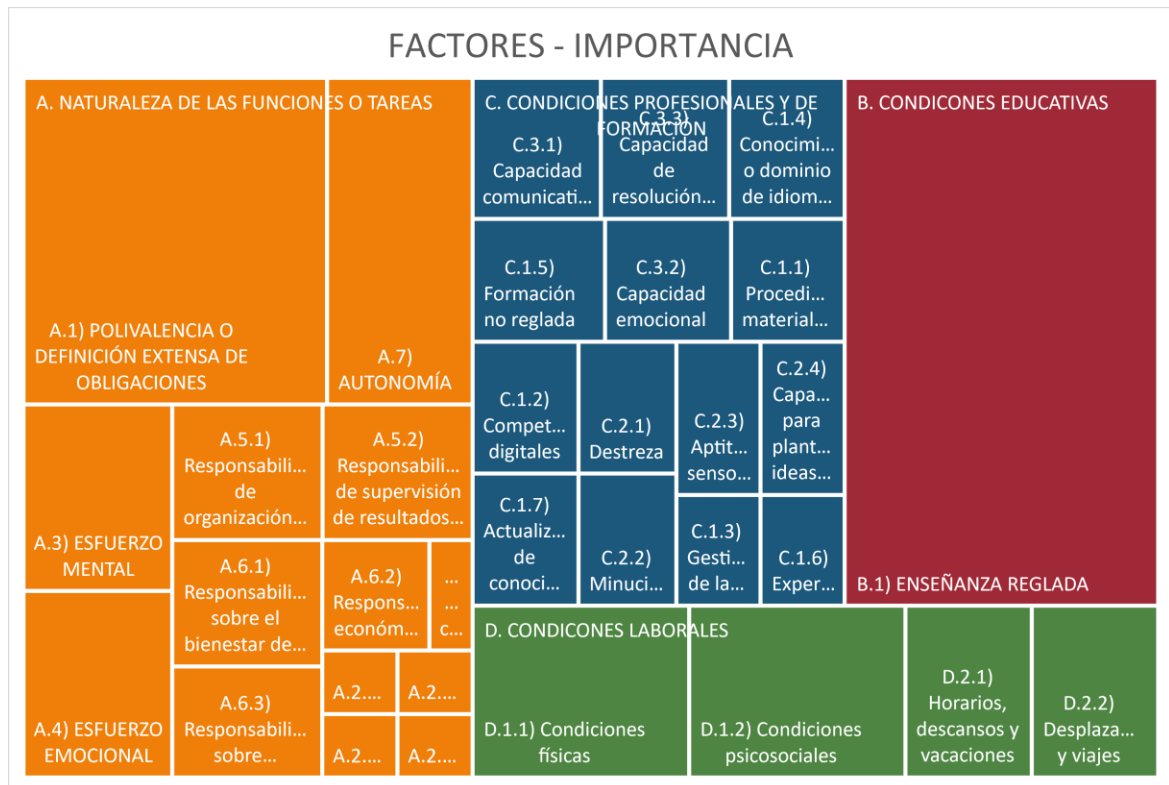 FACTORES - IMPORTANCIA
A. NATURALEZA DE LAS FUNCIONES O TAREAS
A.1) POLIVALENCIA O
DEFINICIÓN EXTENSA DE
OBLIGACIONES
A.7)
AUTONOMÍA
A.3) ESFUERZO
MENTAL
A.4) ESFUERZO
EMOCIONAL
A.5.1)
Responsabili...
de
organización...
A.5.2)
Responsabili...
de supervisión
de resultados...
A.6.1)
Responsabili...
sobre el
bienestar de...
A.6.2)
Respons...
económ...
...
...
c...
A.6.3)
Responsabili...
sobre...
A.2....
A.2....
A.2....
A.2....
C. CONDICIONES PROFESIONALES Y DE
FORMACIÓN
C.3.1)
Capacidad
comunicati...
C.3.3)
Capacidad
de
resolución...
C.1.4)
Conocimi...
o dominio
de idiom...
C.1.5)
Formación
no reglada
C.3.2)
Capacidad
emocional
C.1.1)
Procedi...
material...
C.1.2)
Compet...
digitales
C.2.1)
Destreza
C.2.3)
Aptit...
senso...
C.2.4)
Capa...
para
plant...
ideas...
C.1.7)
Actualiz...
de
conoci...
C.2.2)
Minuci...
C.1.3)
Gesti...
de la...
C.1.6)
Exper...
B. CONDICONES EDUCATIVAS
B.1) ENSEÑANZA REGLADA
D. CONDICONES LABORALES
D.1.1) Condiciones
físicas
D.1.2) Condiciones
psicosociales
D.2.1)
Horarios,
descansos y
vacaciones
D.2.2)
Desplaza...
y viajes